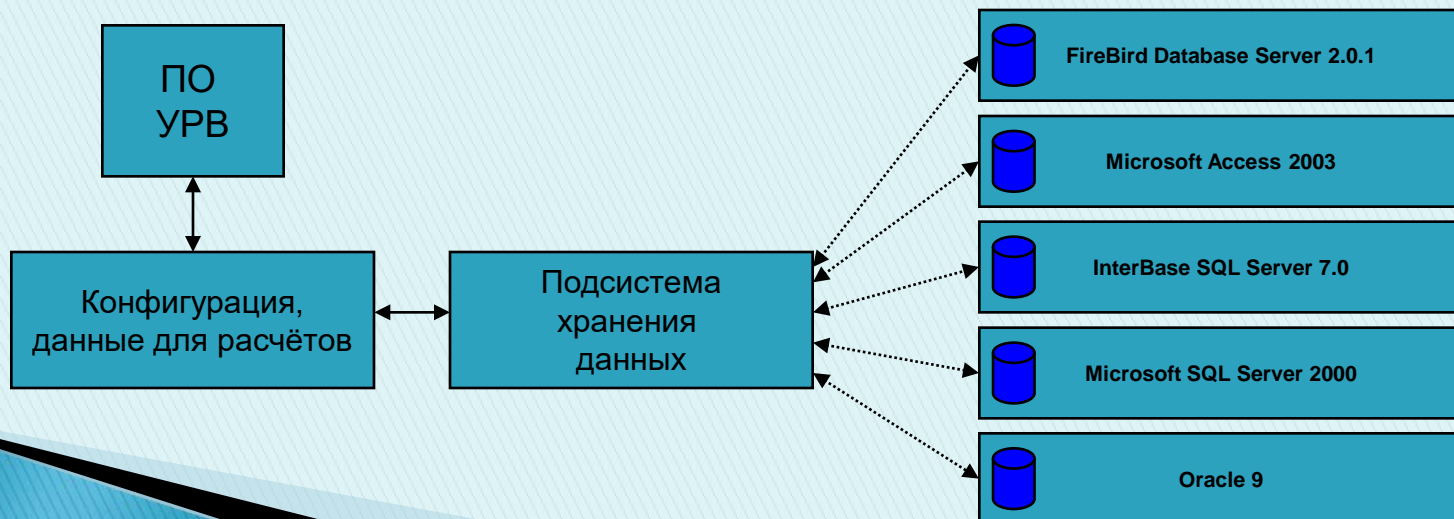 ПО
УРВ
Конфигурация,
данные для расчётов
Подсистема
хранения
данных
FireBird Database Server 2.0.1
Microsoft Access 2003
InterBase SQL Server 7.0
Microsoft SQL Server 2000
Oracle 9